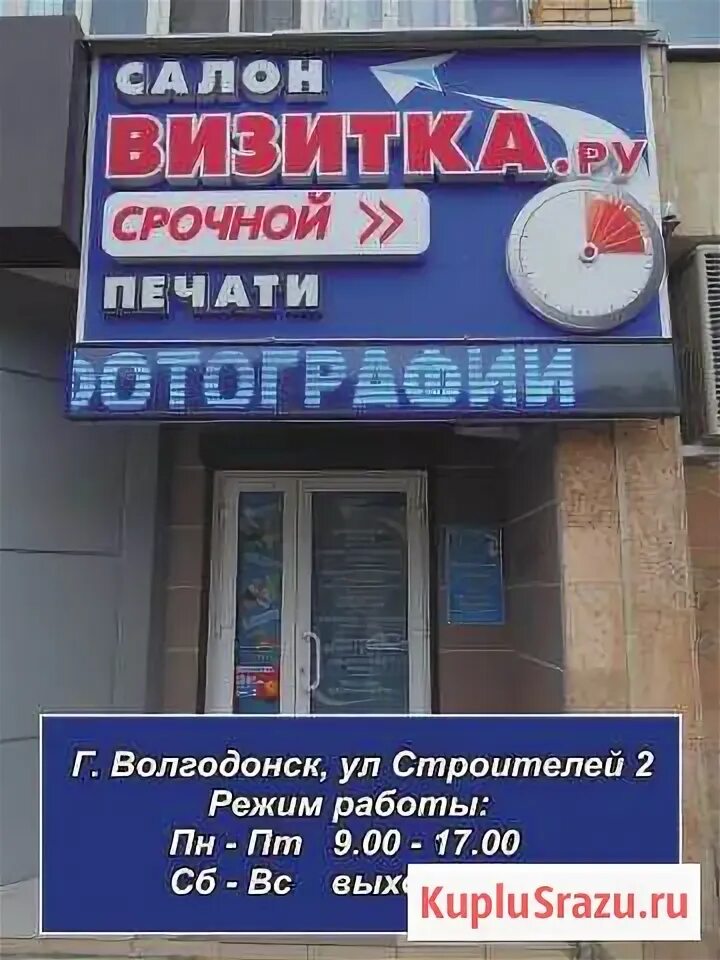 САЛОН
ВИЗИТКА.РУ
СРОЧНОЙ >>
ПЕЧАТИ
ФОТОГРАФИИ
Г. Волгодонск, ул Строителей 2
Режим работы:
Пн - Пт 9.00 - 17.00
Сб - Вс
KupluSrazu.ru